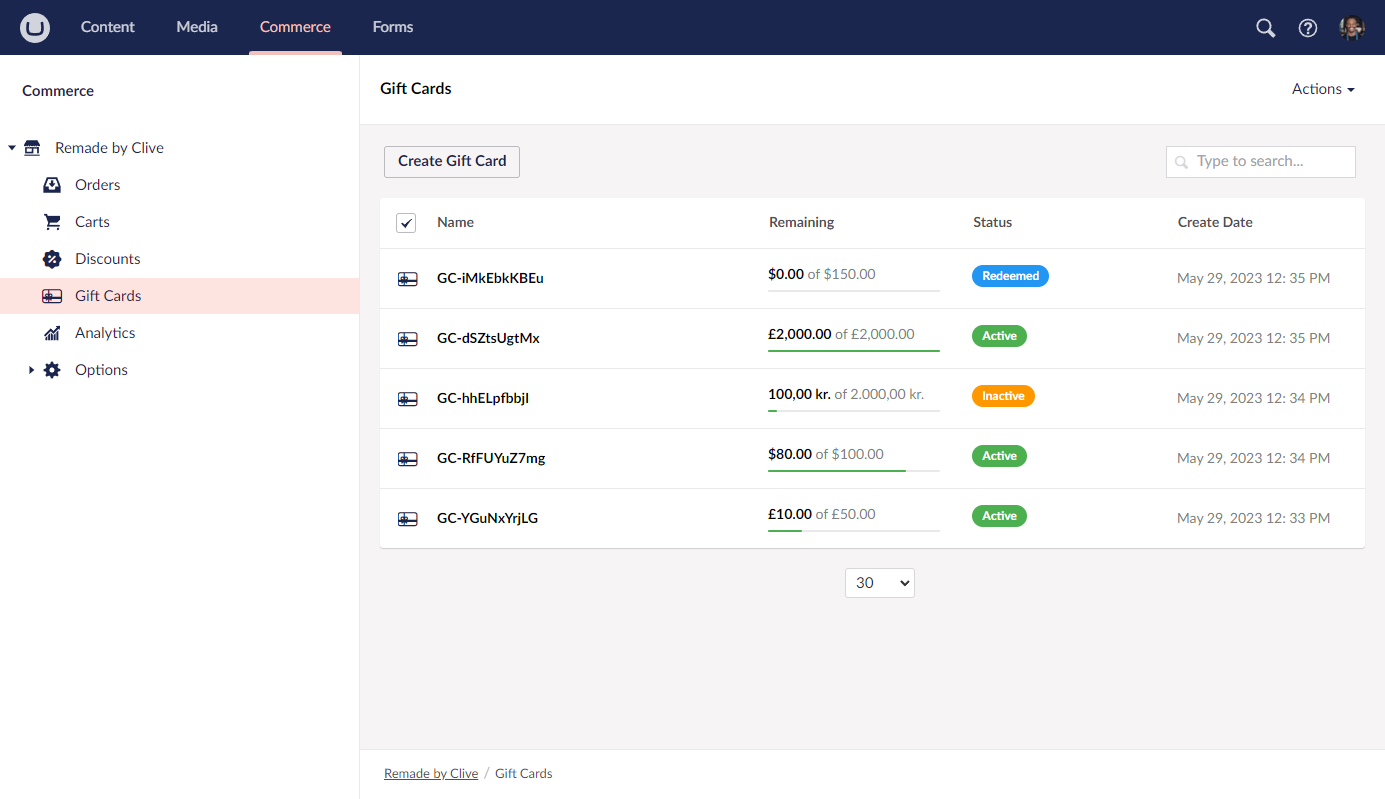 Content Media Commerce Forms
Commerce
Gift Cards
Actions
Remade by Clive
Orders
Carts
Discounts
Gift Cards
Analytics
Options
Create Gift Card
Type to search...
Name Remaining Status Create Date
GC-iMkEbkKBEu $0.00 of $150.00 Redeemed May 29, 2023 12: 35 PM
GC-dSZtsUgtMx £2,000.00 of £2,000.00 Active May 29, 2023 12: 35 PM
GC-hhELpfbbjI 100,00 kr. of 2.000,00 kr. Inactive May 29, 2023 12: 34 PM
GC-RfFUYuZ7mg $80.00 of $100.00 Active May 29, 2023 12: 34 PM
GC-YGuNxYrjLG £10.00 of £50.00 Active May 29, 2023 12: 33 PM
30
Remade by Clive / Gift Cards